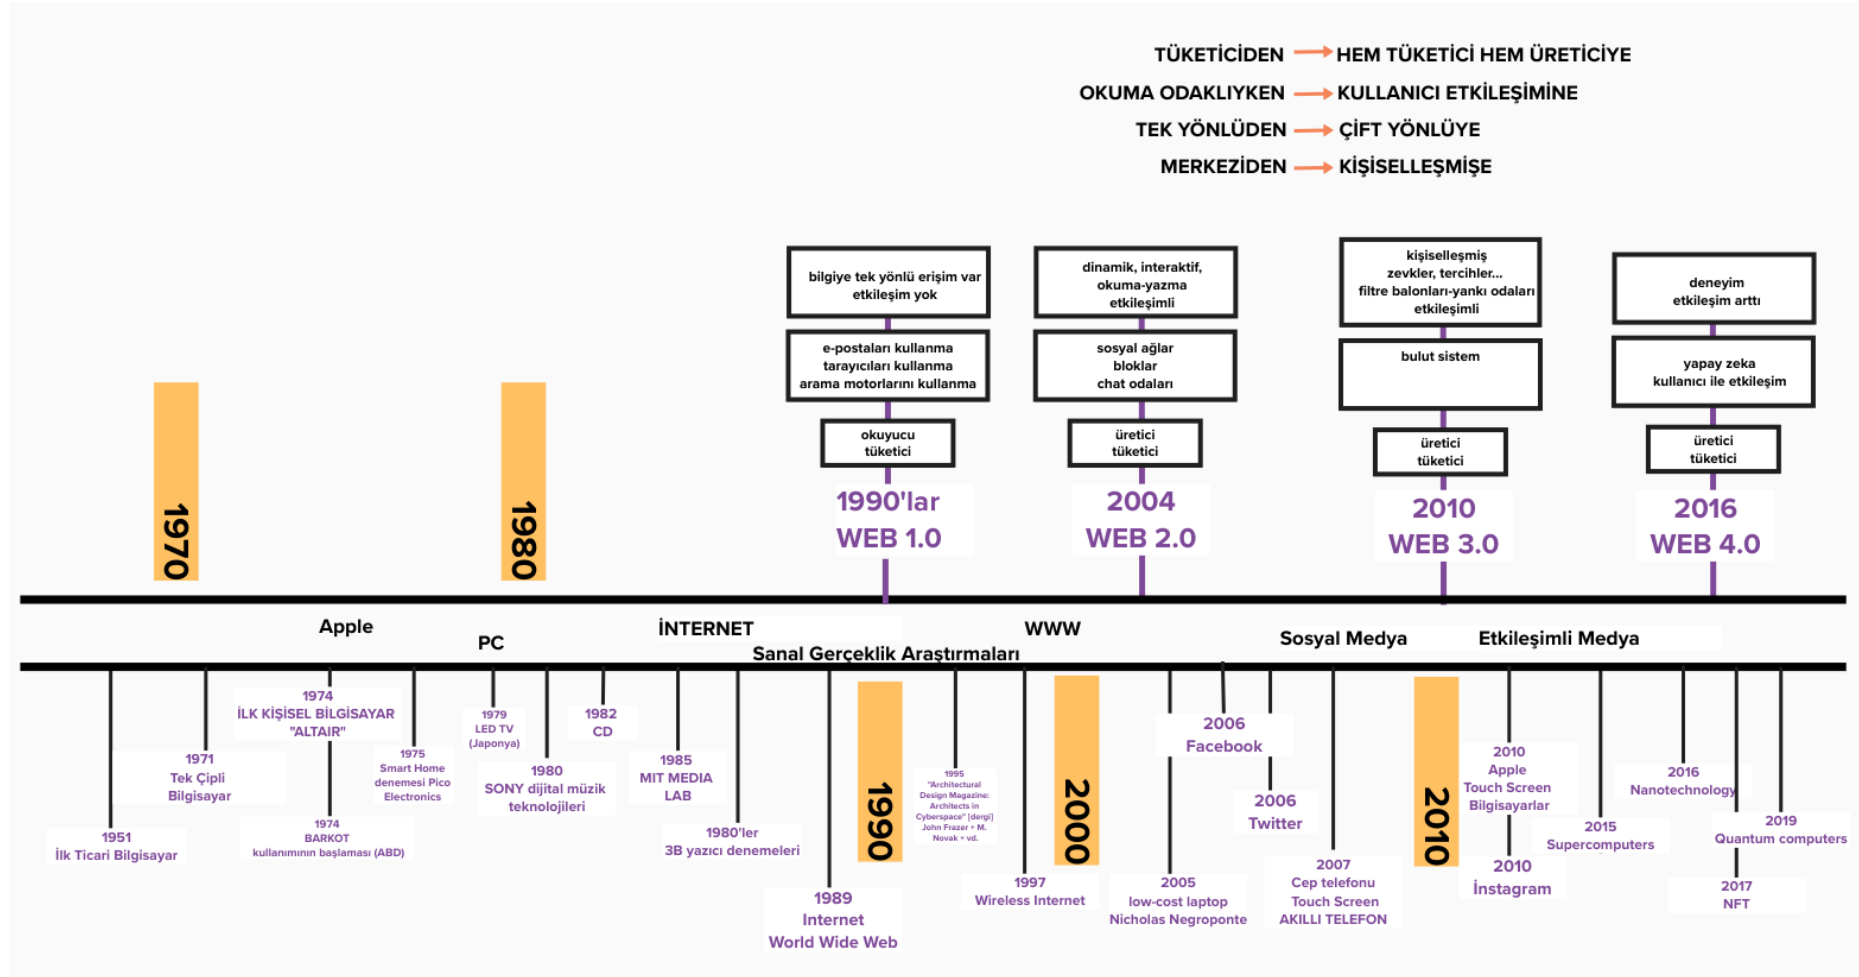 TÜKETİCİDEN HEM TÜKETİCİ HEM ÜRETİCİYE
OKUMA ODAKLIYKEN KULLANICI ETKİLEŞİMİNE
TEK YÖNLÜDEN ÇİFT YÖNLÜYE
MERKEZİDEN KİŞİSELLEŞMİŞE
bilgiye tek yönlü erişim var
etkileşim yok
e-postaları kullanma
tarayıcıları kullanma
arama motorlarını kullanma
okuyucu
tüketici
1990'lar
WEB 1.0
dinamik, interaktif,
okuma-yazma
etkileşimli
sosyal ağlar
bloklar
chat odaları
üretici
tüketici
2004
WEB 2.0
kişiselleşmiş
zevkler, tercihler...
filtre balonları-yankı odaları
etkileşimli
bulut sistem
üretici
tüketici
2010
WEB 3.0
deneyim
etkileşim arttı
yapay zeka
kullanıcı ile etkileşim
üretici
tüketici
2016
WEB 4.0
1970
1980
Apple
PC
İNTERNET
Sanal Gerçeklik Araştırmaları
WWW
Sosyal Medya
Etkileşimli Medya
1951
İlk Ticari Bilgisayar
1971
Tek Çipli
Bilgisayar
1974
İLK KİŞİSEL BİLGİSAYAR
"ALTAIR"
1974
BARKOT
kullanımının başlaması (ABD)
1975
Smart Home
denemesi Pico
Electronics
1979
LED TV
(Japonya)
1980
SONY dijital müzik
teknolojileri
1982
CD
1985
MIT MEDIA
LAB
1980'ler
3B yazıcı denemeleri
1989
Internet
World Wide Web
1990
1995
"Architectural
Design Magazine:
Architects in
Cyberspace" [dergi]
John Frazer + M.
Novak + vd.
1997
Wireless Internet
2000
2005
low-cost laptop
Nicholas Negroponte
2006
Facebook
2006
Twitter
2007
Cep telefonu
Touch Screen
AKILLI TELEFON
2010
2010
Apple
Touch Screen
Bilgisayarlar
2010
İnstagram
2015
Supercomputers
2016
Nanotechnology
2017
NFT
2019
Quantum computers